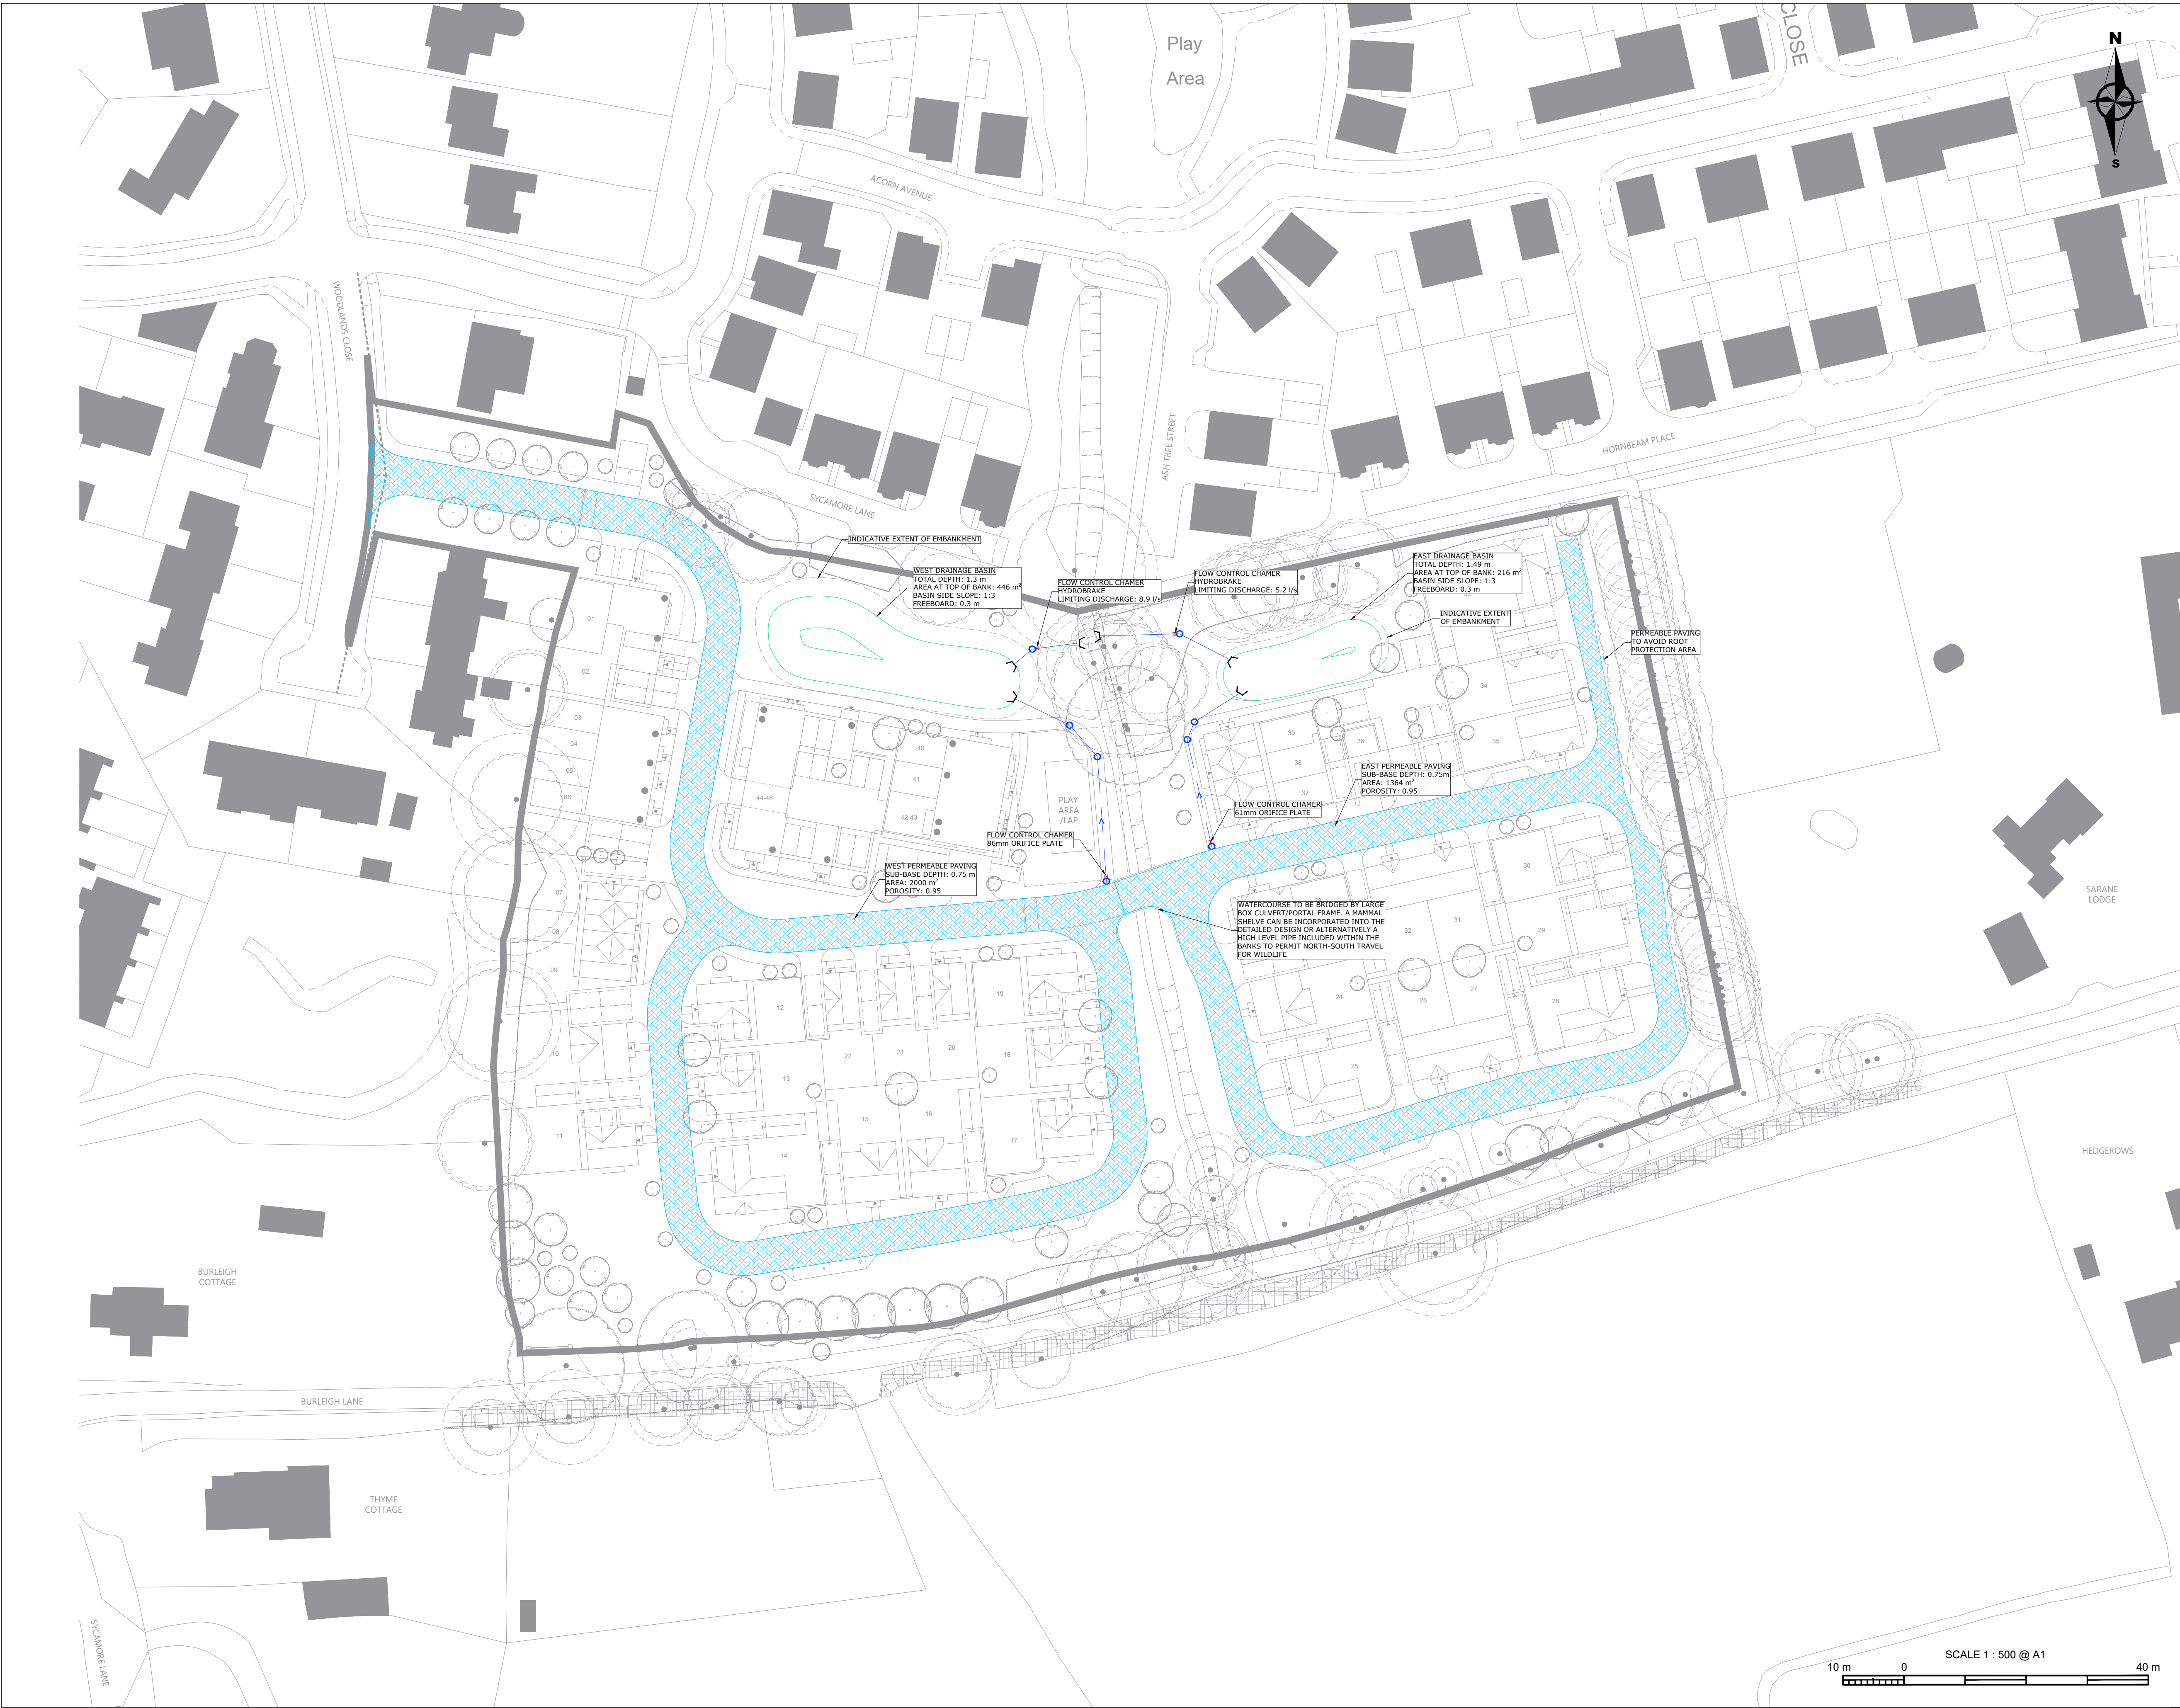 Play
Area
CLOSE
N
S
ACORN AVENUE
WOODLANDS CLOSE
ASH TREE STREET
HORNBEAM PLACE
SYCAMORE LANE
INDICATIVE EXTENT OF EMBANKMENT
WEST DRAINAGE BASIN
TOTAL DEPTH: 1.3 m
AREA AT TOP OF BANK: 446 m²
BASIN SIDE SLOPE: 1:3
FREEBOARD: 0.3 m
FLOW CONTROL CHAMER
HYDROBRAKE
LIMITING DISCHARGE: 8.9 l/s
FLOW CONTROL CHAMER
HYDROBRAKE
LIMITING DISCHARGE: 5.2 l/s
EAST DRAINAGE BASIN
TOTAL DEPTH: 1.49 m
AREA AT TOP OF BANK: 216 m²
BASIN SIDE SLOPE: 1:3
FREEBOARD: 0.3 m
INDICATIVE EXTENT
OF EMBANKMENT
PERMEABLE PAVING
TO AVOID ROOT
PROTECTION AREA
01
02
03
04
05
06
07
08
09
10
11
33
34
35
36
37
38
39
40
41
42-43
44-48
PLAY
AREA
/LAP
EAST PERMEABLE PAVING
SUB-BASE DEPTH: 0.75m
AREA: 1364 m²
POROSITY: 0.95
FLOW CONTROL CHAMER
61mm ORIFICE PLATE
FLOW CONTROL CHAMER
86mm ORIFICE PLATE
WEST PERMEABLE PAVING
SUB-BASE DEPTH: 0.75 m
AREA: 2000 m²
POROSITY: 0.95
WATERCOURSE TO BE BRIDGED BY LARGE
BOX CULVERT/PORTAL FRAME. A MAMMAL
SHELVE CAN BE INCORPORATED INTO THE
DETAILED DESIGN OR ALTERNATIVELY A
HIGH LEVEL PIPE INCLUDED WITHIN THE
BANKS TO PERMIT NORTH-SOUTH TRAVEL
FOR WILDLIFE
12
13
14
15
16
17
18
19
20
21
22
24
25
26
27
28
29
30
31
32
SARANE
LODGE
HEDGEROWS
BURLEIGH
COTTAGE
BURLEIGH LANE
THYME
COTTAGE
SYCAMORE LANE
SCALE 1 : 500 @ A1
10 m 0 40 m